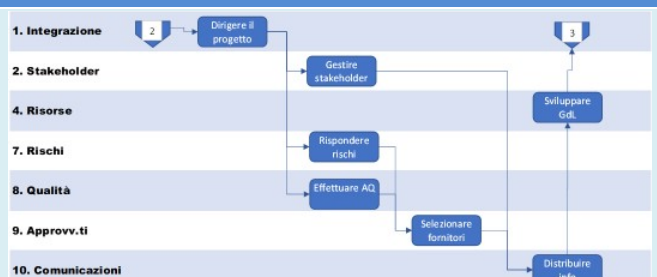 1. Integrazione
2
Dirigere il
progetto
3
2. Stakeholder
Gestire
stakeholder
4. Risorse
Sviluppare
GdL
7. Rischi
Rispondere
rischi
8. Qualità
Effettuare AQ
9. Approvv.ti
Selezionare
fornitori
10. Comunicazioni
Distribuire